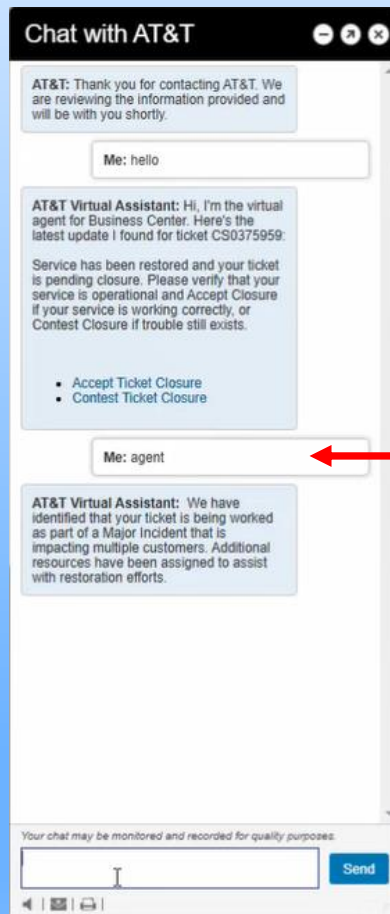 Chat with AT&T
AT&T: Thank you for contacting AT&T. We
are reviewing the information provided and
will be with you shortly.
Me: hello
AT&T Virtual Assistant: Hi, I'm the virtual
agent for Business Center. Here's the
latest update I found for ticket CS0375959:
Service has been restored and your ticket
is pending closure. Please verify that your
service is operational and Accept Closure
if your service is working correctly, or
Contest Closure if trouble still exists.
Accept Ticket Closure
Contest Ticket Closure
Me: agent
AT&T Virtual Assistant: We have
identified that your ticket is being worked
as part of a Major Incident that is
impacting multiple customers. Additional
resources have been assigned to assist
with restoration efforts.
Your chat may be monitored and recorded for quality purposes.
Send